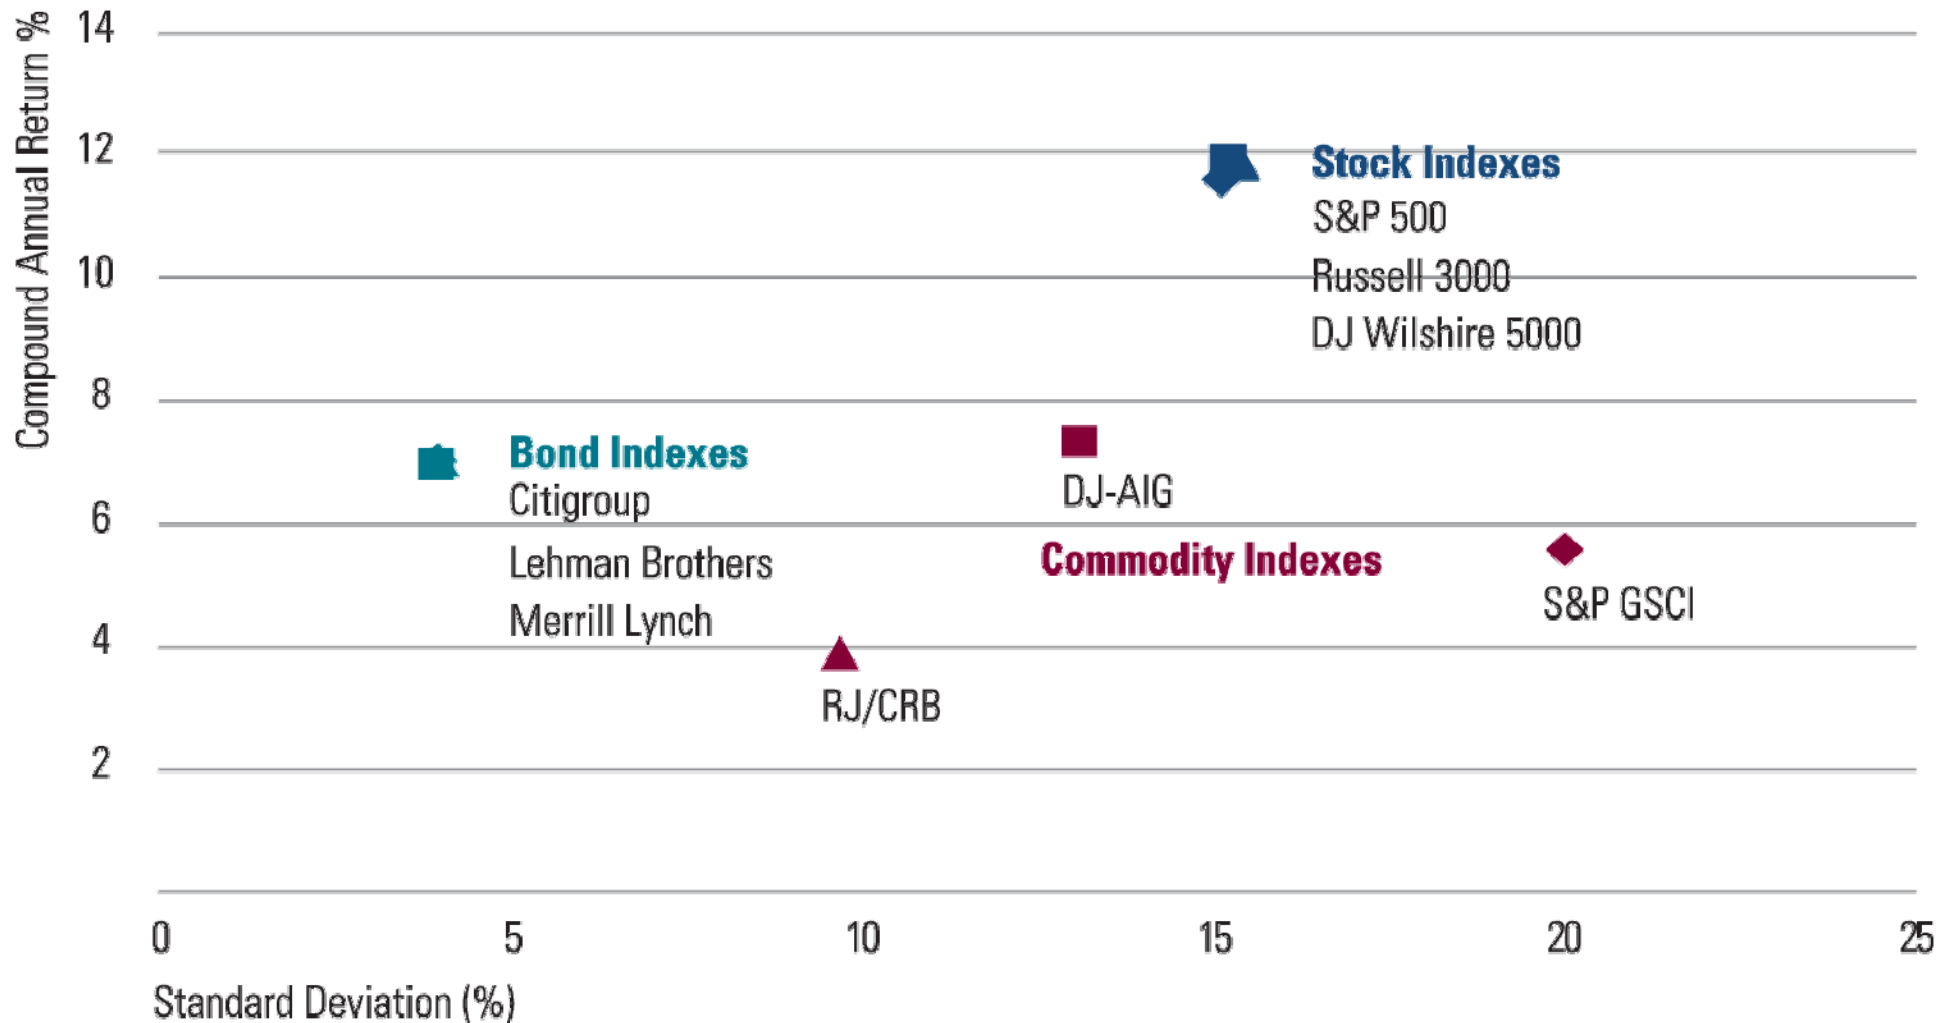 Compound Annual Return %
14
12
10
8
6
4
2
Stock Indexes
S&P 500
Russell 3000
DJ Wilshire 5000
Bond Indexes
Citigroup
Lehman Brothers
Merrill Lynch
DJ-AIG
Commodity Indexes
S&P GSCI
RJ/CRB
0 5 10 15 20 25
Standard Deviation (%)